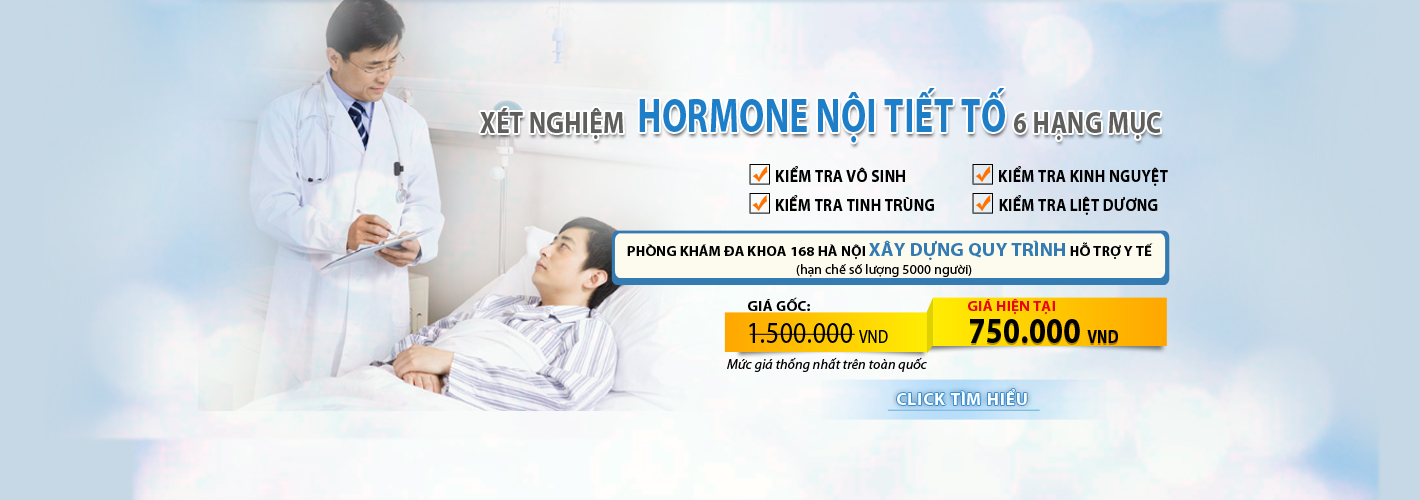 XÉT NGHIỆM HORMONE NỘI TIẾT TỐ 6 HẠNG MỤC
KIỂM TRA VÔ SINH
KIỂM TRA KINH NGUYỆT
KIỂM TRA TINH TRÙNG
KIỂM TRA LIỆT DƯƠNG
PHÒNG KHÁM ĐA KHOA 168 HÀ NỘI XÂY DỰNG QUY TRÌNH HỖ TRỢ Y TẾ
(hạn chế số lượng 5000 người)
GIÁ GỐC:
1.500.000 VND
GIÁ HIỆN TẠI
750.000 VND
Mức giá thống nhất trên toàn quốc
CLICK TÌM HIỂU